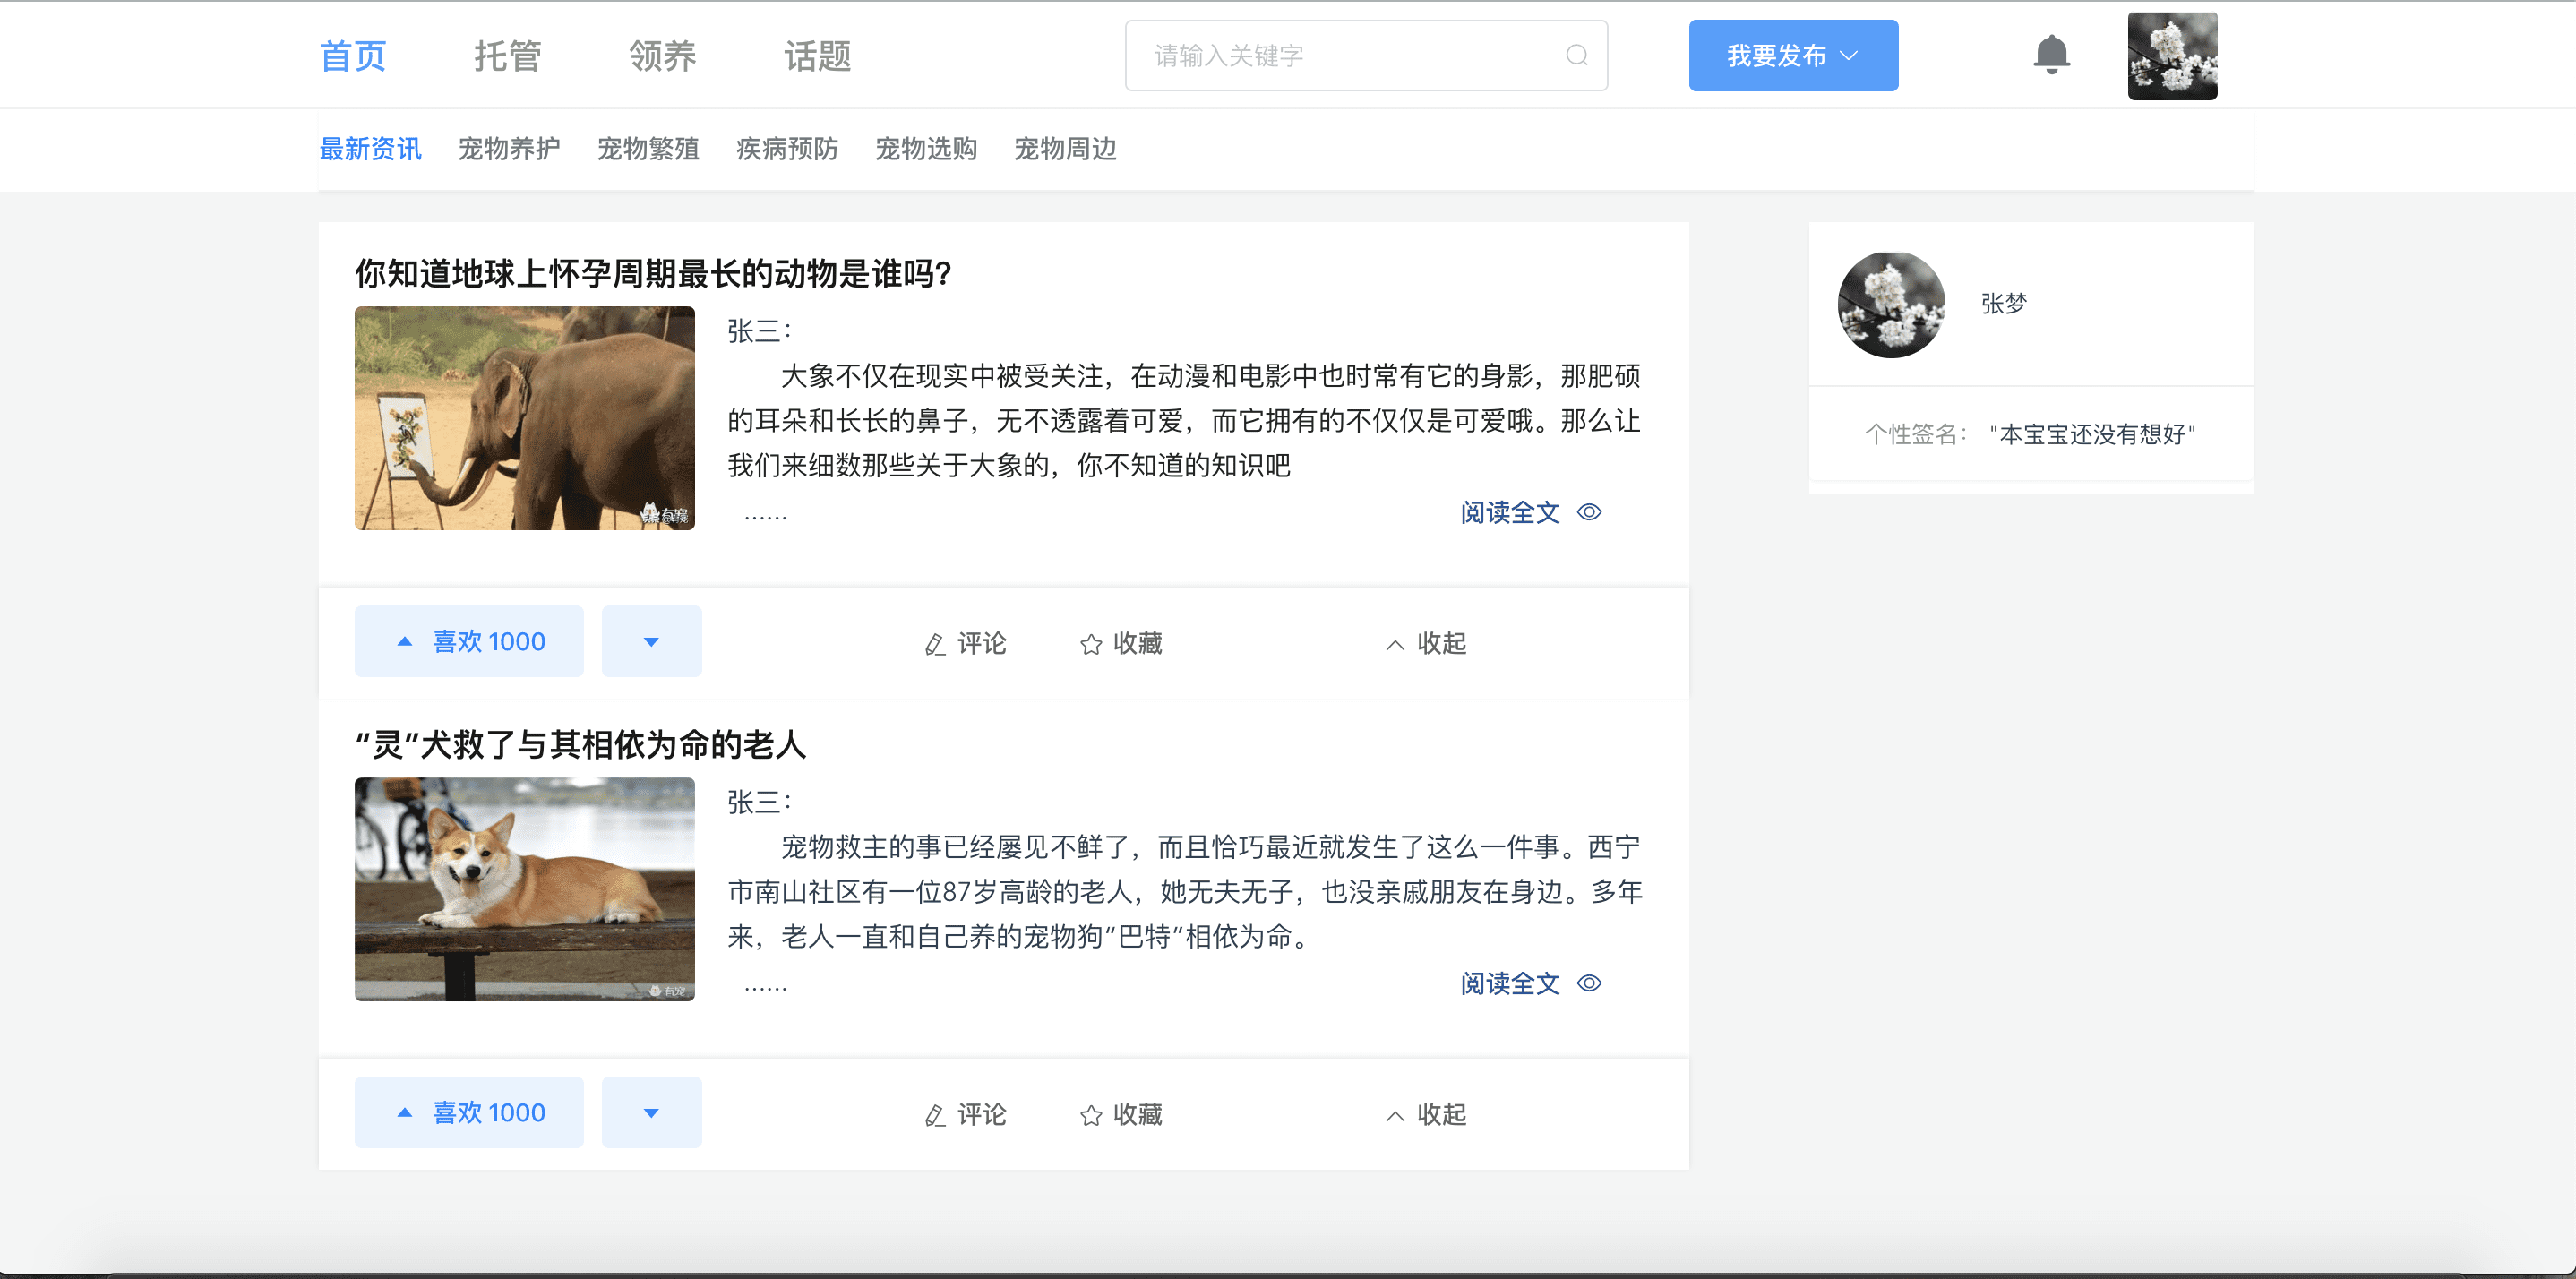 首页 托管 领养 话题 请输入关键字 我要发布
最新资讯 宠物养护 宠物繁殖 疾病预防 宠物选购 宠物周边
你知道地球上怀孕周期最长的动物是谁吗?
张三：
大象不仅在现实中被受关注，在动漫和电影中也时常有它的身影，那肥硕
的耳朵和长长的鼻子，无不透露着可爱，而它拥有的不仅仅是可爱哦。那么让
我们来细数那些关于大象的，你不知道的知识吧
……
阅读全文
有宠
喜欢 1000
评论 收藏 收起
“灵”犬救了与其相依为命的老人
张三：
宠物救主的事已经屡见不鲜了，而且恰巧最近就发生了这么一件事。西宁
市南山社区有一位87岁高龄的老人，她无夫无子，也没亲戚朋友在身边。多年
来，老人一直和自己养的宠物狗“巴特”相依为命。
……
阅读全文
有宠
喜欢 1000
评论 收藏 收起
张梦
个性签名： "本宝宝还没有想好"